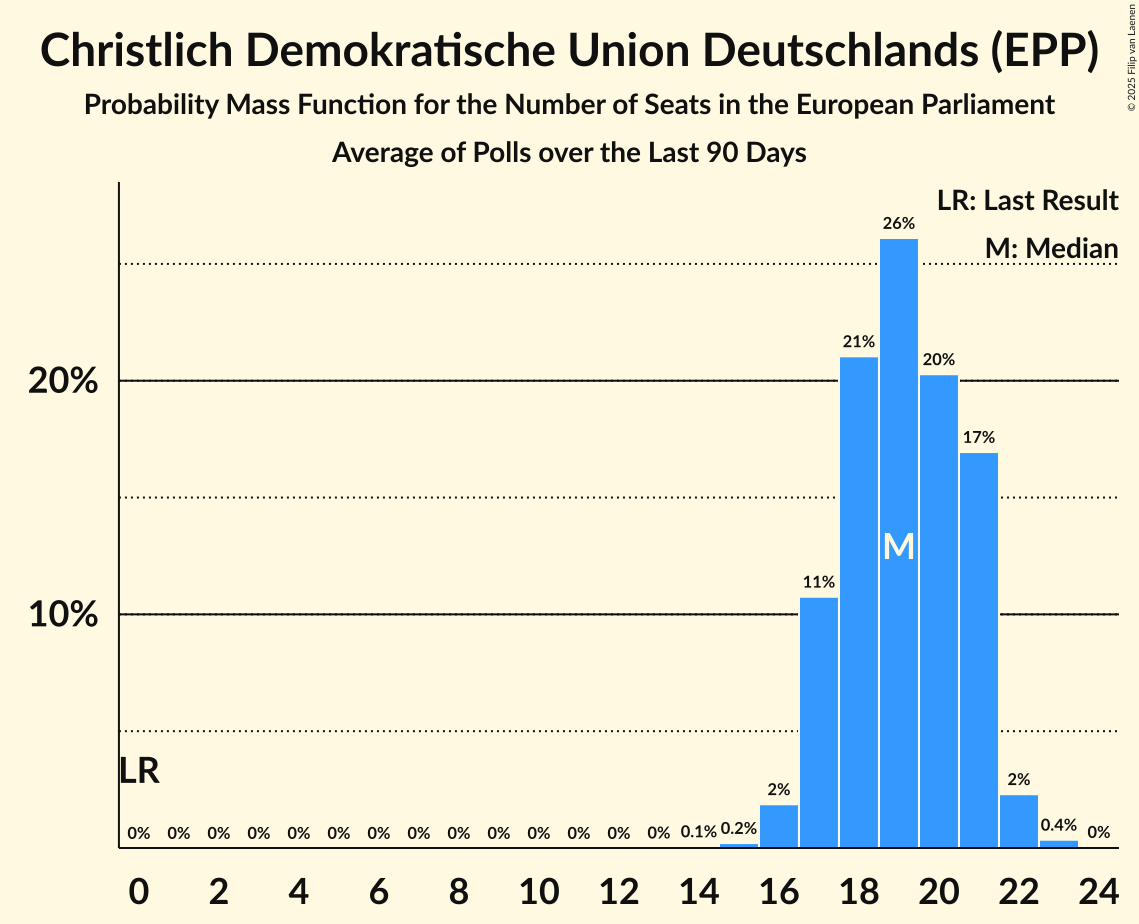 Christlich Demokratische Union Deutschlands (EPP)
Probability Mass Function for the Number of Seats in the European Parliament
Average of Polls over the Last 90 Days
© 2025 Filip van Laenen
LR: Last Result
M: Median
26%
21%
20%
20%
17%
M
11%
10%
LR
2%
2%
0% 0% 0% 0% 0% 0% 0% 0% 0% 0% 0% 0% 0% 0% 0.1% 0.2% 0.4% 0%
0 2 4 6 8 10 12 14 16 18 20 22 24